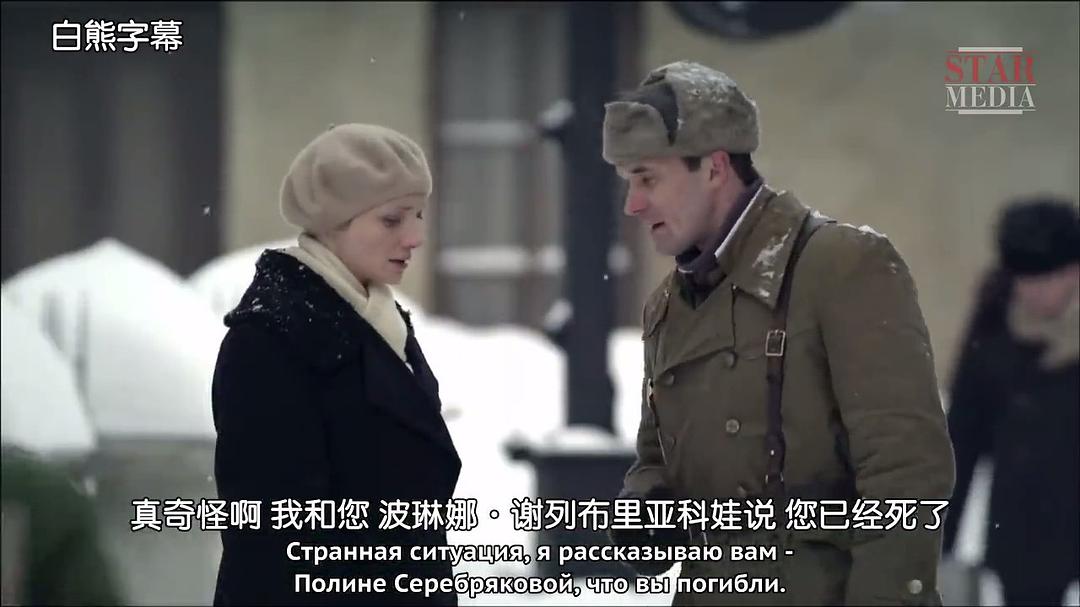 白熊字幕
STAR
MEDIA
真奇怪啊 我和您 波琳娜·谢列布里亚科娃说 您已经死了
Странная ситуация, я рассказываю вам -
Полине Серебряковой, что вы погибли.